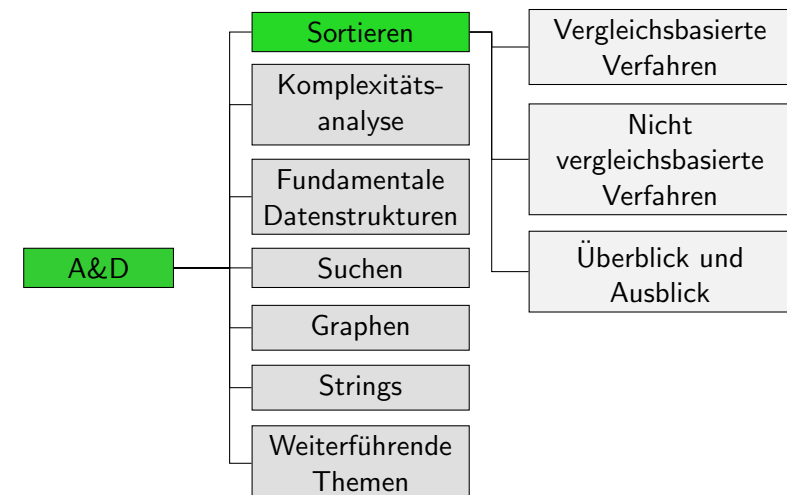 A&D
Sortieren
Komplexitäts-
analyse
Fundamentale
Datenstrukturen
Suchen
Graphen
Strings
Weiterführende
Themen
Vergleichsbasierte
Verfahren
Nicht
vergleichsbasierte
Verfahren
Überblick und
Ausblick